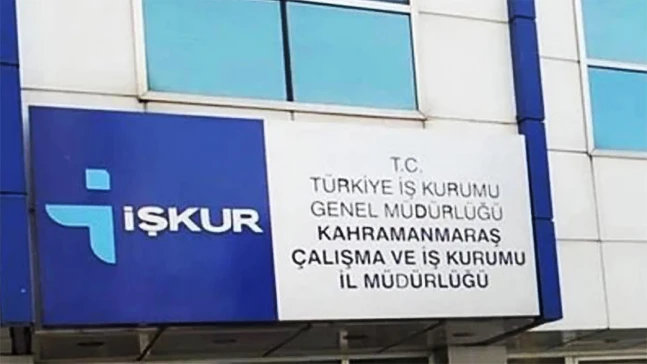 İŞKUR
T.C.
TÜRKİYE İŞ KURUMU
GENEL MÜDÜRLÜĞÜ
KAHRAMANMARAŞ
ÇALIŞMA VE İŞ KURUMU
İL MÜDÜRLÜĞÜ